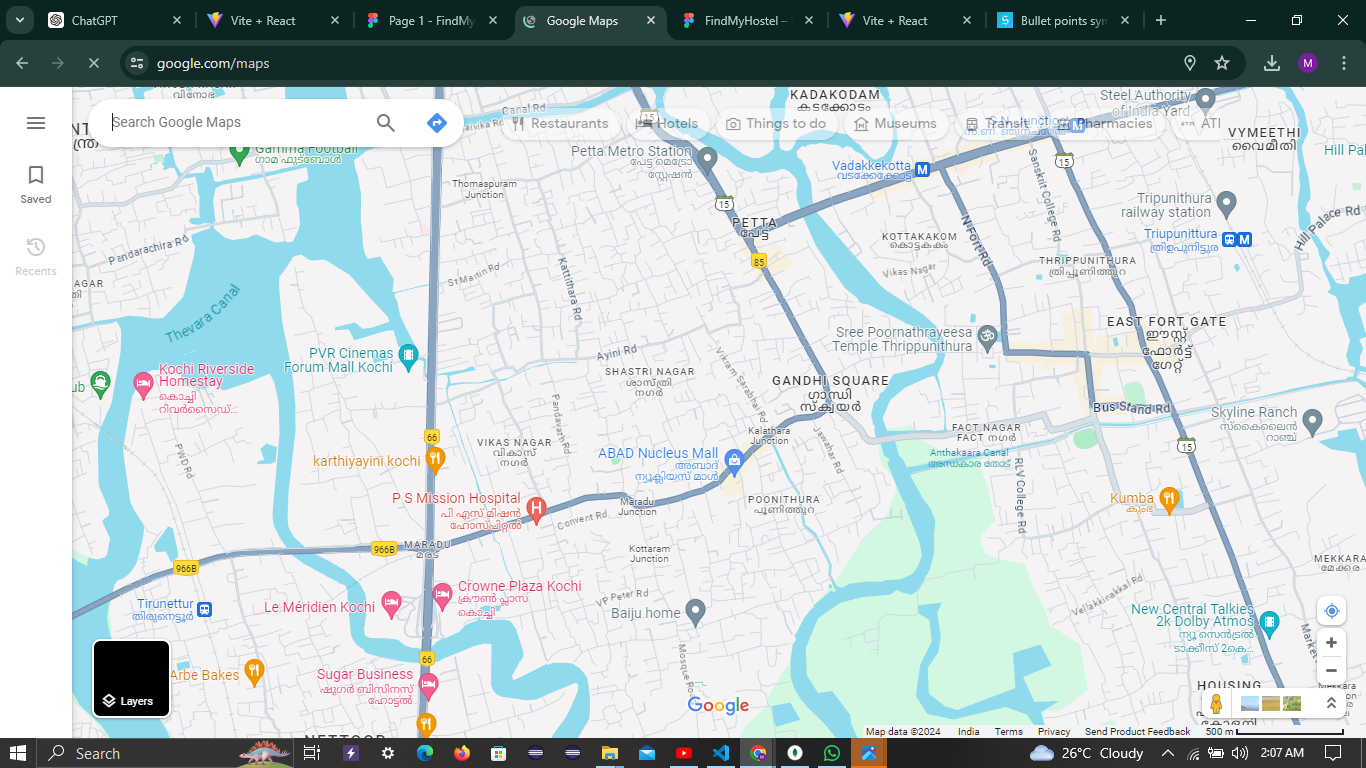 ChatGPT
Vite + React
Page 1 - FindMy
Google Maps
FindMyHostel –
Vite + React
Bullet points syn
google.com/maps
M
Search Google Maps
Restaurants
Hotels
Things to do
Museums
Transit
Pharmacies
Saved
Recents
Layers
വിനോഭ
Gamma Football
ഗാമ ഫുട്ബോൾ
Canal Rd
15
KADAKODAM
കടക്കോടം
Steel Authority
of India Yard
VYMEETHI
വൈമീതി
Hill Pal
Petta Metro Station
പേട്ട മെട്രോ
സ്റ്റേഷൻ
Vadakkekotta
വടക്കേക്കോട്ട
15
Thomaspuram
Junction
15
PETTA
പേട്ട
Sanskrit College Rd
Tripunithura
railway station
Triupunittura
തൃപ്പൂണിത്തുറ
Hill Palace Rd
Pandarachira Rd
KOTTAKAKOM
കൊട്ടകകം
N Fort Rd
Vikas Nagar
THRIPPUNITHURA
തൃപ്പൂണിത്തുറ
85
St Martin Rd
Kattithara Rd
Thevara Canal
PVR Cinemas
Forum Mall Kochi
Sree Poornathrayeesa
Temple Thrippunithura
EAST FORT GATE
ഈസ്റ്റ്
ഫോർട്ട്
ഗേറ്റ്
Ayini Rd
SHASTRI NAGAR
ശാസ്ത്രി
നഗർ
Vikram Sarabhai Rd
Kochi Riverside
Homestay
കൊച്ചി
റിവർസൈഡ്...
GANDHI SQUARE
ഗാന്ധി
സ്ക്വയർ
Bus Stand Rd
Skyline Ranch
സ്കൈലൈൻ
റാഞ്ച്
66
VIKAS NAGAR
വികാസ്
നഗർ
Pandavath Rd
Kalathara
Junction
Jawahar Rd
FACT NAGAR
FACT നഗർ
Anthakaara Canal
അന്ധകാര തോട്
15
PWD Rd
karthiyayini kochi
ABAD Nucleus Mall
അബാദ്
ന്യൂക്ലിയസ് മാൾ
RLV College Rd
P S Mission Hospital
പി എസ് മിഷൻ
ഹോസ്പിറ്റൽ
Maradu
Junction
POONITHURA
പൂണിത്തുറ
Kumba
കുംഭ
Convent Rd
966B
MARADU
മരട്
Kottaram
Junction
966B
MEKKARA
മേക്കര
Tirunettur
തിരുനെട്ടൂർ
Le Méridien Kochi
Crowne Plaza Kochi
ക്രൗൺ പ്ലാസ
കൊച്ചി
VP Peter Rd
Baiju home
New Central Talkies
2k Dolby Atmos
ന്യൂ സെൻട്രൽ
ടാക്കീസ് 2കെ...
Arbe Bakes
66
Sugar Business
ഷുഗർ ബിസിനസ്
ഹോട്ടൽ
Mosque Rd
HOUSING
Google
Map data ©2024
India
Terms
Privacy
Send Product Feedback
500 m
Search
26°C Cloudy
2:07 AM